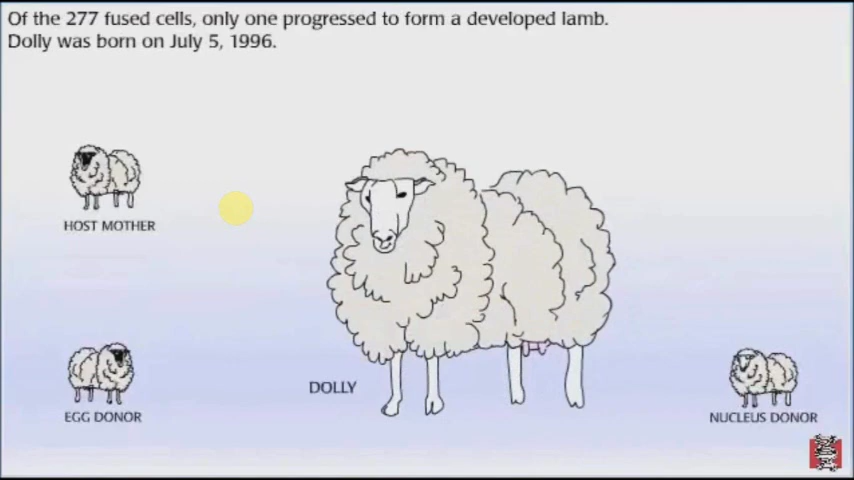 Of the 277 fused cells, only one progressed to form a developed lamb.
Dolly was born on July 5, 1996.
HOST MOTHER
DOLLY
EGG DONOR
NUCLEUS DONOR